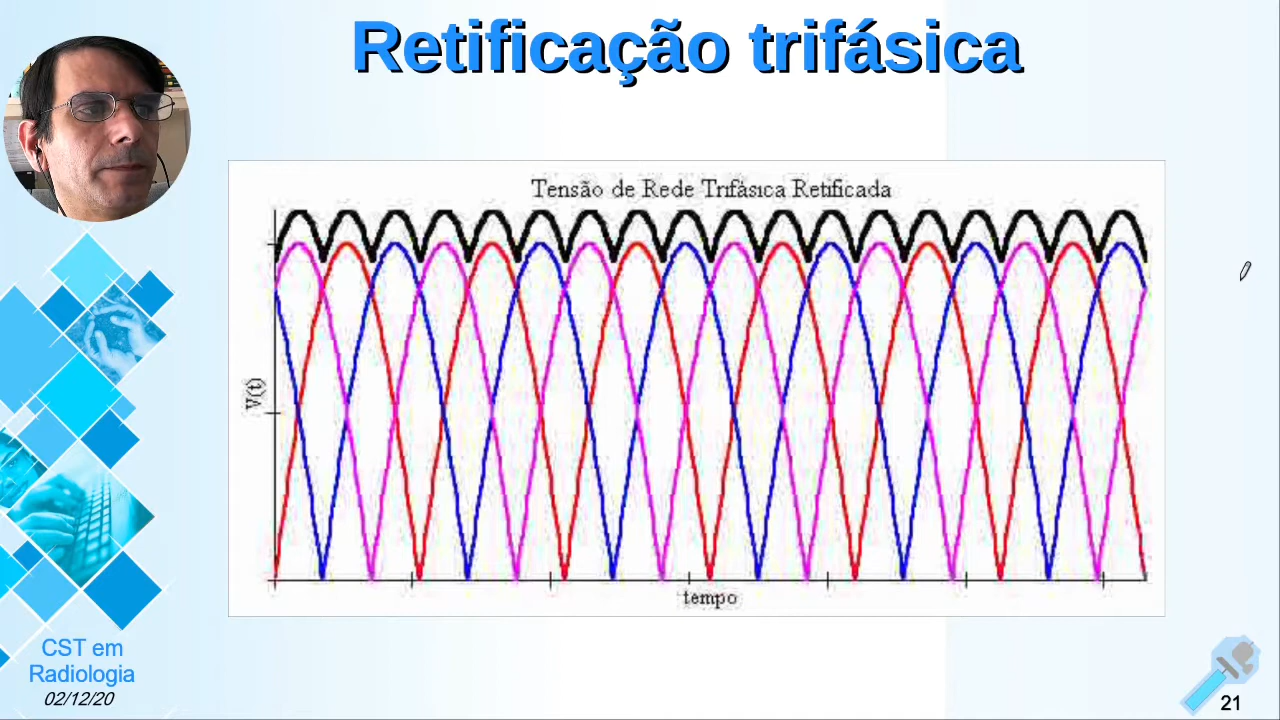 Retificação trifásica
Tensão de Rede Trifásica Retificada
V(t)
tempo
CST em
Radiologia
02/12/20
21